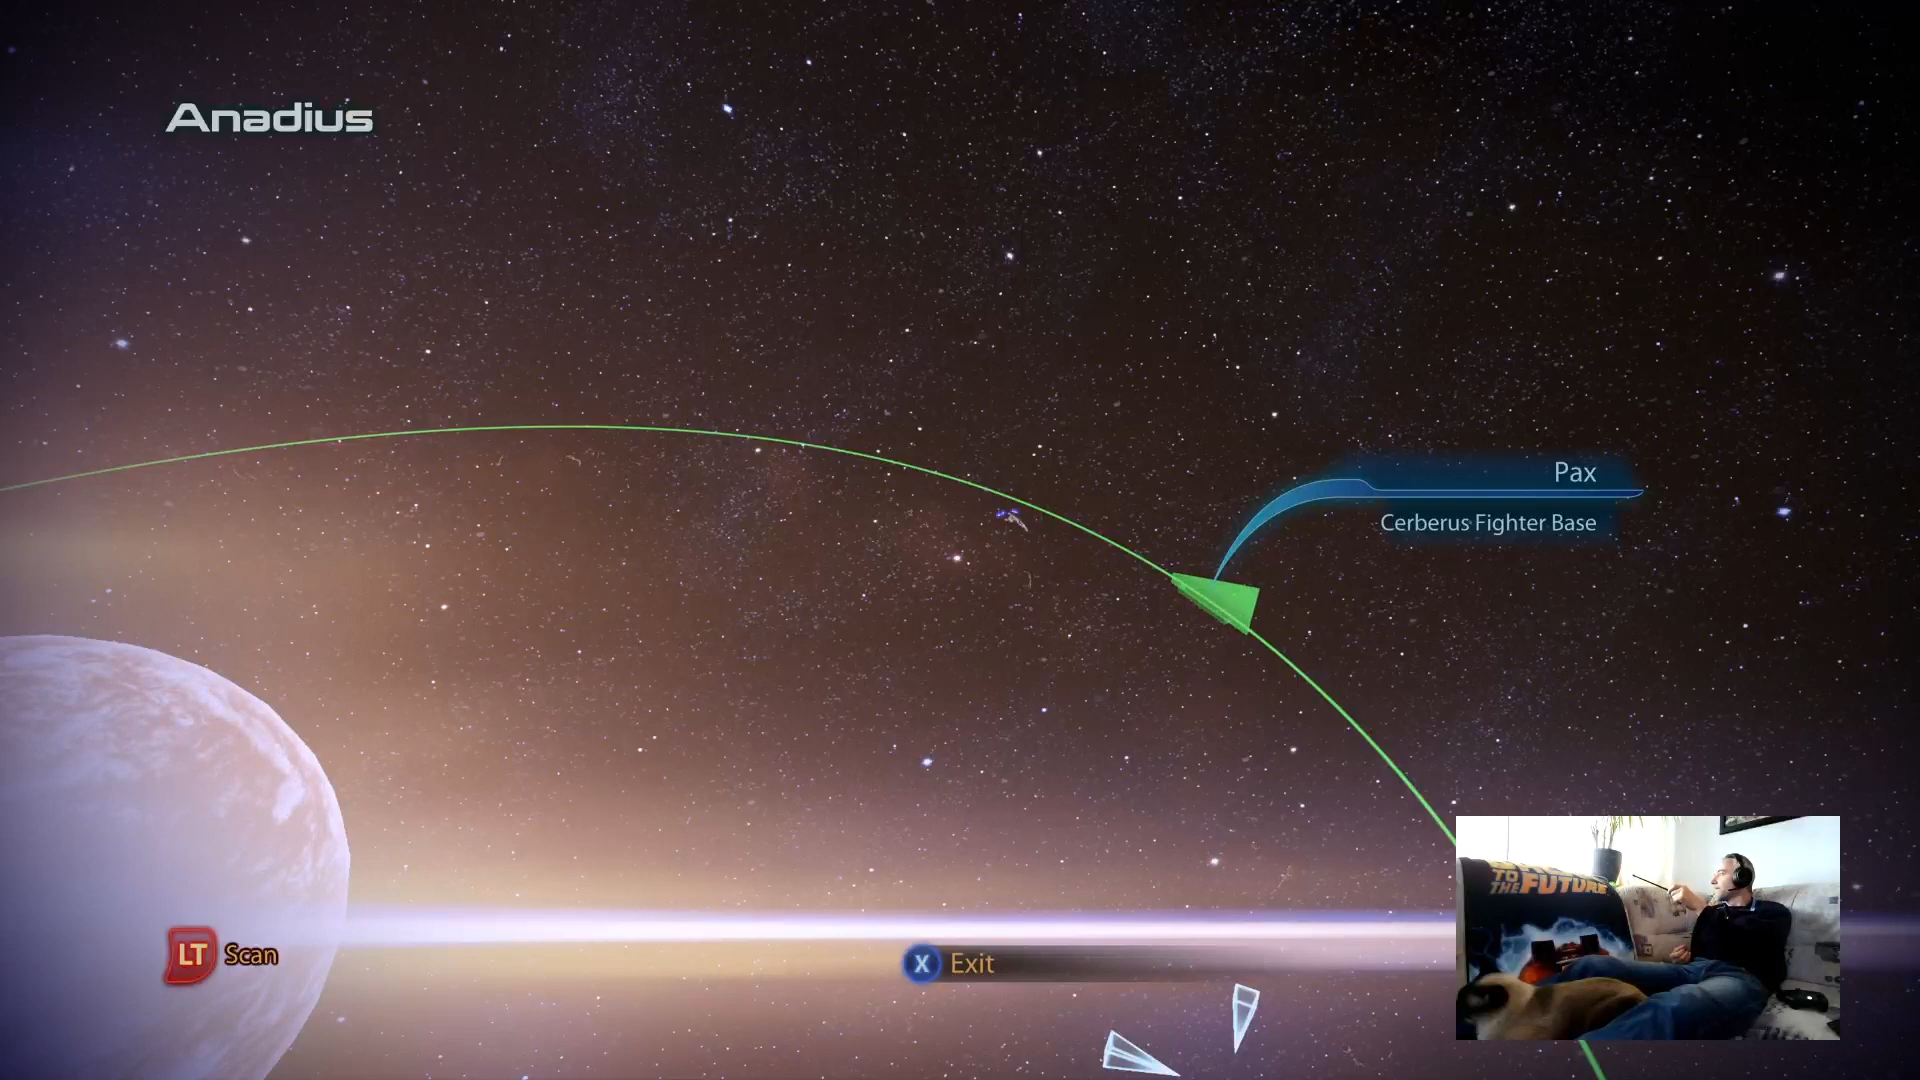 Anadius
Pax
Cerberus Fighter Base
TO
THE FUTURE
LT Scan
X Exit